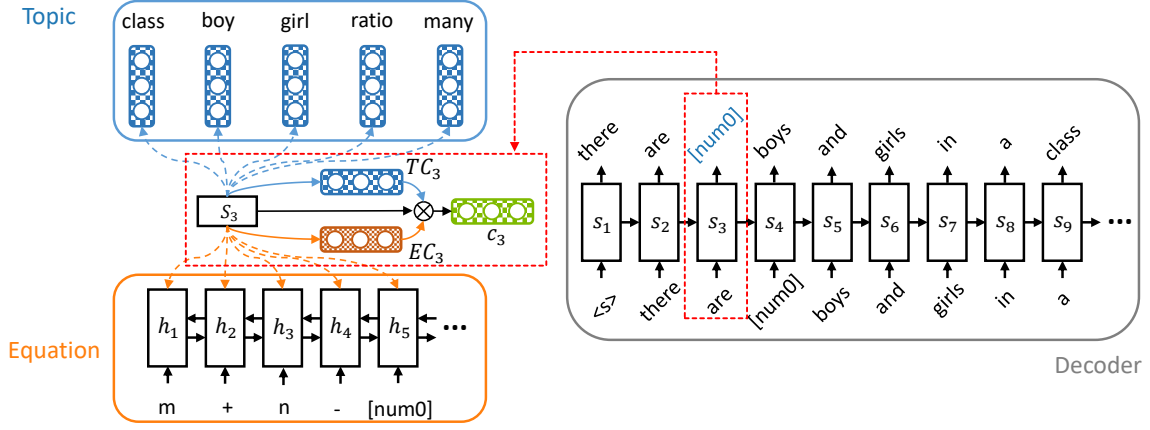 Topic
class boy girl ratio many
TC₃
S₃
c₃
EC₃
h₁ h₂ h₃ h₄ h₅ •••
Equation
m + n - [num0]
there are [num0] boys and girls in a class
s₁ s₂ s₃ s₄ s₅ s₆ s₇ s₈ s₉ •••
<s> there are [num0] boys and girls in a
Decoder